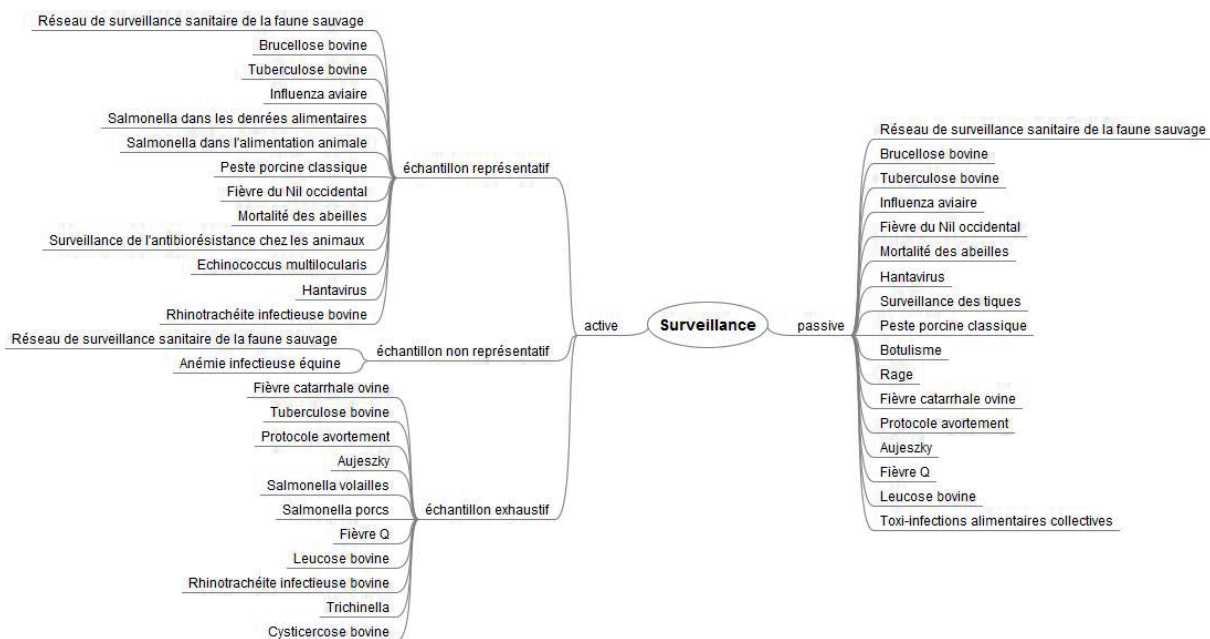 Réseau de surveillance sanitaire de la faune sauvage
Brucellose bovine
Tuberculose bovine
Influenza aviaire
Salmonella dans les denrées alimentaires
Salmonella dans l'alimentation animale
Peste porcine classique
Fièvre du Nil occidental
Mortalité des abeilles
Surveillance de l'antibiorésistance chez les animaux
Echinococcus multilocularis
Hantavirus
Rhinotrachéite infectieuse bovine
échantillon représentatif
Réseau de surveillance sanitaire de la faune sauvage
Anémie infectieuse équine
échantillon non représentatif
Fièvre catarrhale ovine
Tuberculose bovine
Protocole avortement
Aujeszky
Salmonella volailles
Salmonella porcs
Fièvre Q
Leucose bovine
Rhinotrachéite infectieuse bovine
Trichinella
Cysticercose bovine
échantillon exhaustif
active
Surveillance
passive
Réseau de surveillance sanitaire de la faune sauvage
Brucellose bovine
Tuberculose bovine
Influenza aviaire
Fièvre du Nil occidental
Mortalité des abeilles
Hantavirus
Surveillance des tiques
Peste porcine classique
Botulisme
Rage
Fièvre catarrhale ovine
Protocole avortement
Aujeszky
Fièvre Q
Leucose bovine
Toxi-infections alimentaires collectives